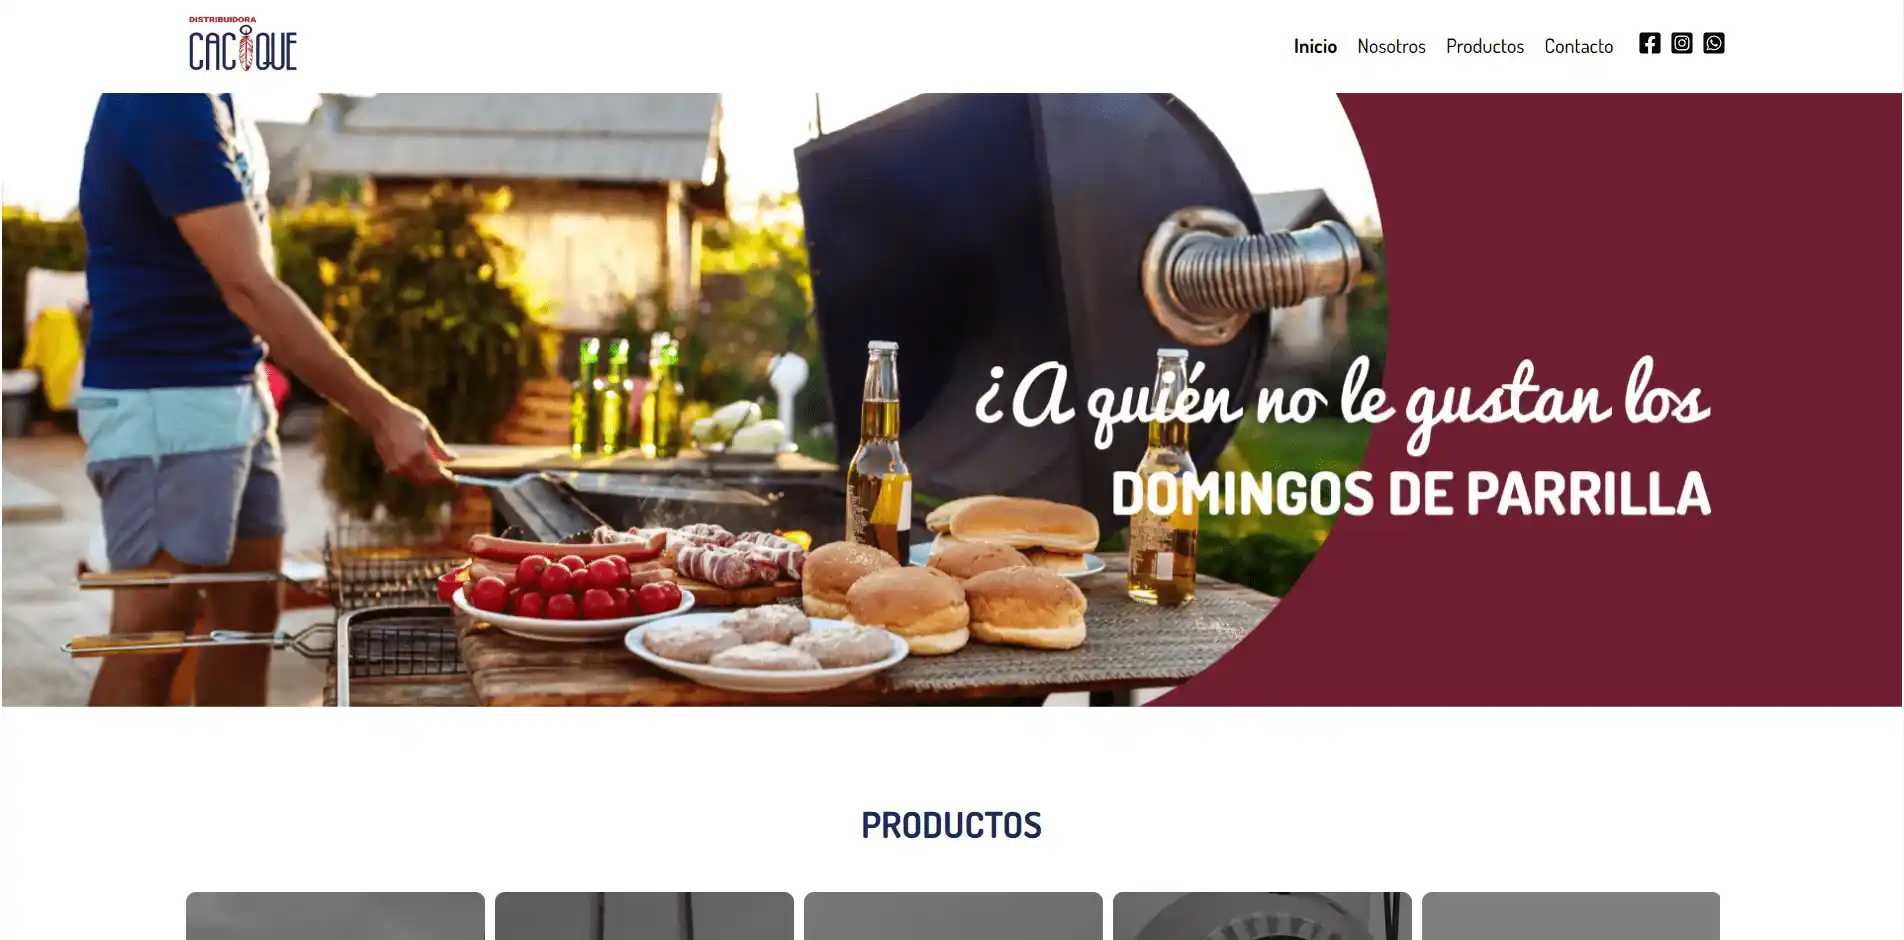 DISTRIBUIDORA
CACIQUE
Inicio
Nosotros
Productos
Contacto
¿A quién no le gustan los
DOMINGOS DE PARRILLA
PRODUCTOS